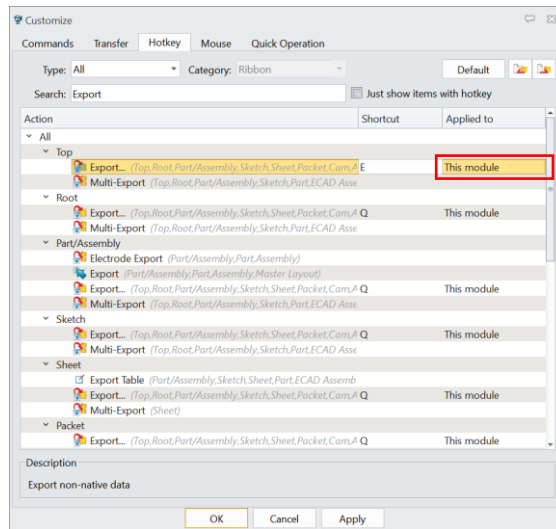 Customize
Commands Transfer Hotkey Mouse Quick Operation
Type: All Category: Ribbon Default
Search: Export Just show items with hotkey
Action Shortcut Applied to
All
Top
Export... (Top,Root,Part/Assembly,Sketch,Sheet,Packet,Cam,A E This module
Multi-Export (Top,Root,Part/Assembly,Sketch,Part,ECAD Asse
Root
Export... (Top,Root,Part/Assembly,Sketch,Sheet,Packet,Cam,A Q This module
Multi-Export (Top,Root,Part/Assembly,Sketch,Part,ECAD Asse
Part/Assembly
Electrode Export (Part/Assembly,Part,Assembly)
Export (Part/Assembly,Part,Assembly,Master Layout)
Export... (Top,Root,Part/Assembly,Sketch,Sheet,Packet,Cam,A Q This module
Multi-Export (Top,Root,Part/Assembly,Sketch,Part,ECAD Asse
Sketch
Export... (Top,Root,Part/Assembly,Sketch,Sheet,Packet,Cam,A Q This module
Multi-Export (Top,Root,Part/Assembly,Sketch,Part,ECAD Asse
Sheet
Export Table (Part/Assembly,Sketch,Sheet,Part,ECAD Assemb
Export... (Top,Root,Part/Assembly,Sketch,Sheet,Packet,Cam,A Q This module
Multi-Export (Sheet)
Packet
Export... (Top,Root,Part/Assembly,Sketch,Sheet,Packet,Cam,A Q This module
Description
Export non-native data
OK Cancel Apply